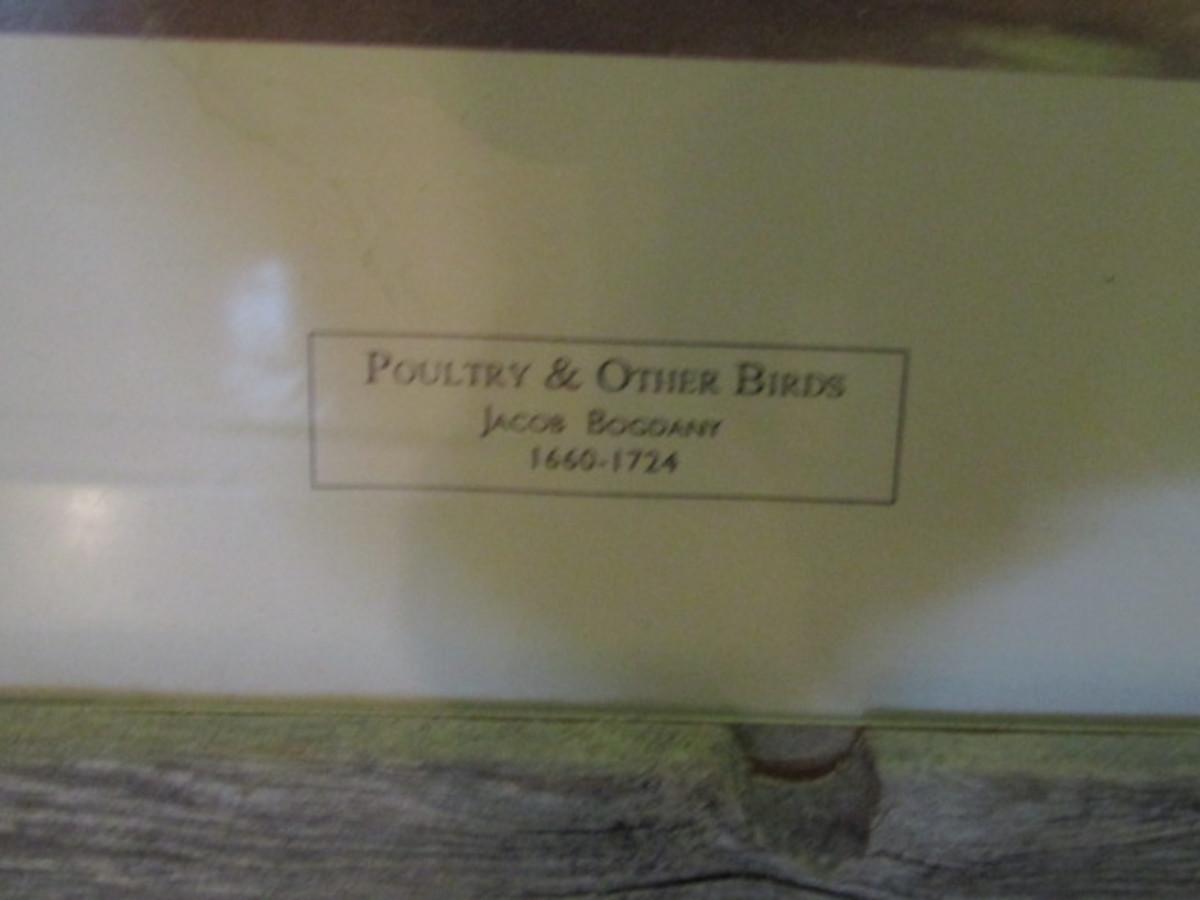 Poultry & Other Birds
Jacob Bogdany
1660-1724